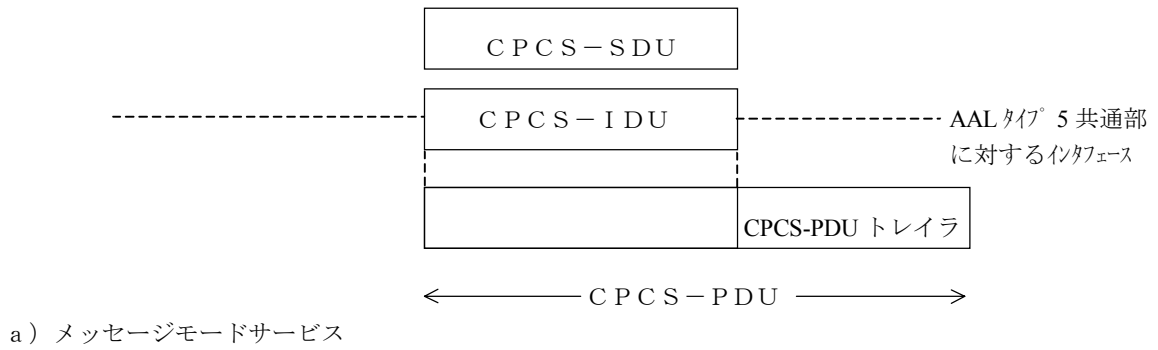 ＣＰＣＳ－ＳＤＵ
ＣＰＣＳ－ＩＤＵ
AAL ﾀｲﾌﾟ 5 共通部
に対するｲﾝﾀﾌｪｰｽ
CPCS-PDU トレイラ
ＣＰＣＳ－ＰＤＵ
a）メッセージモードサービス